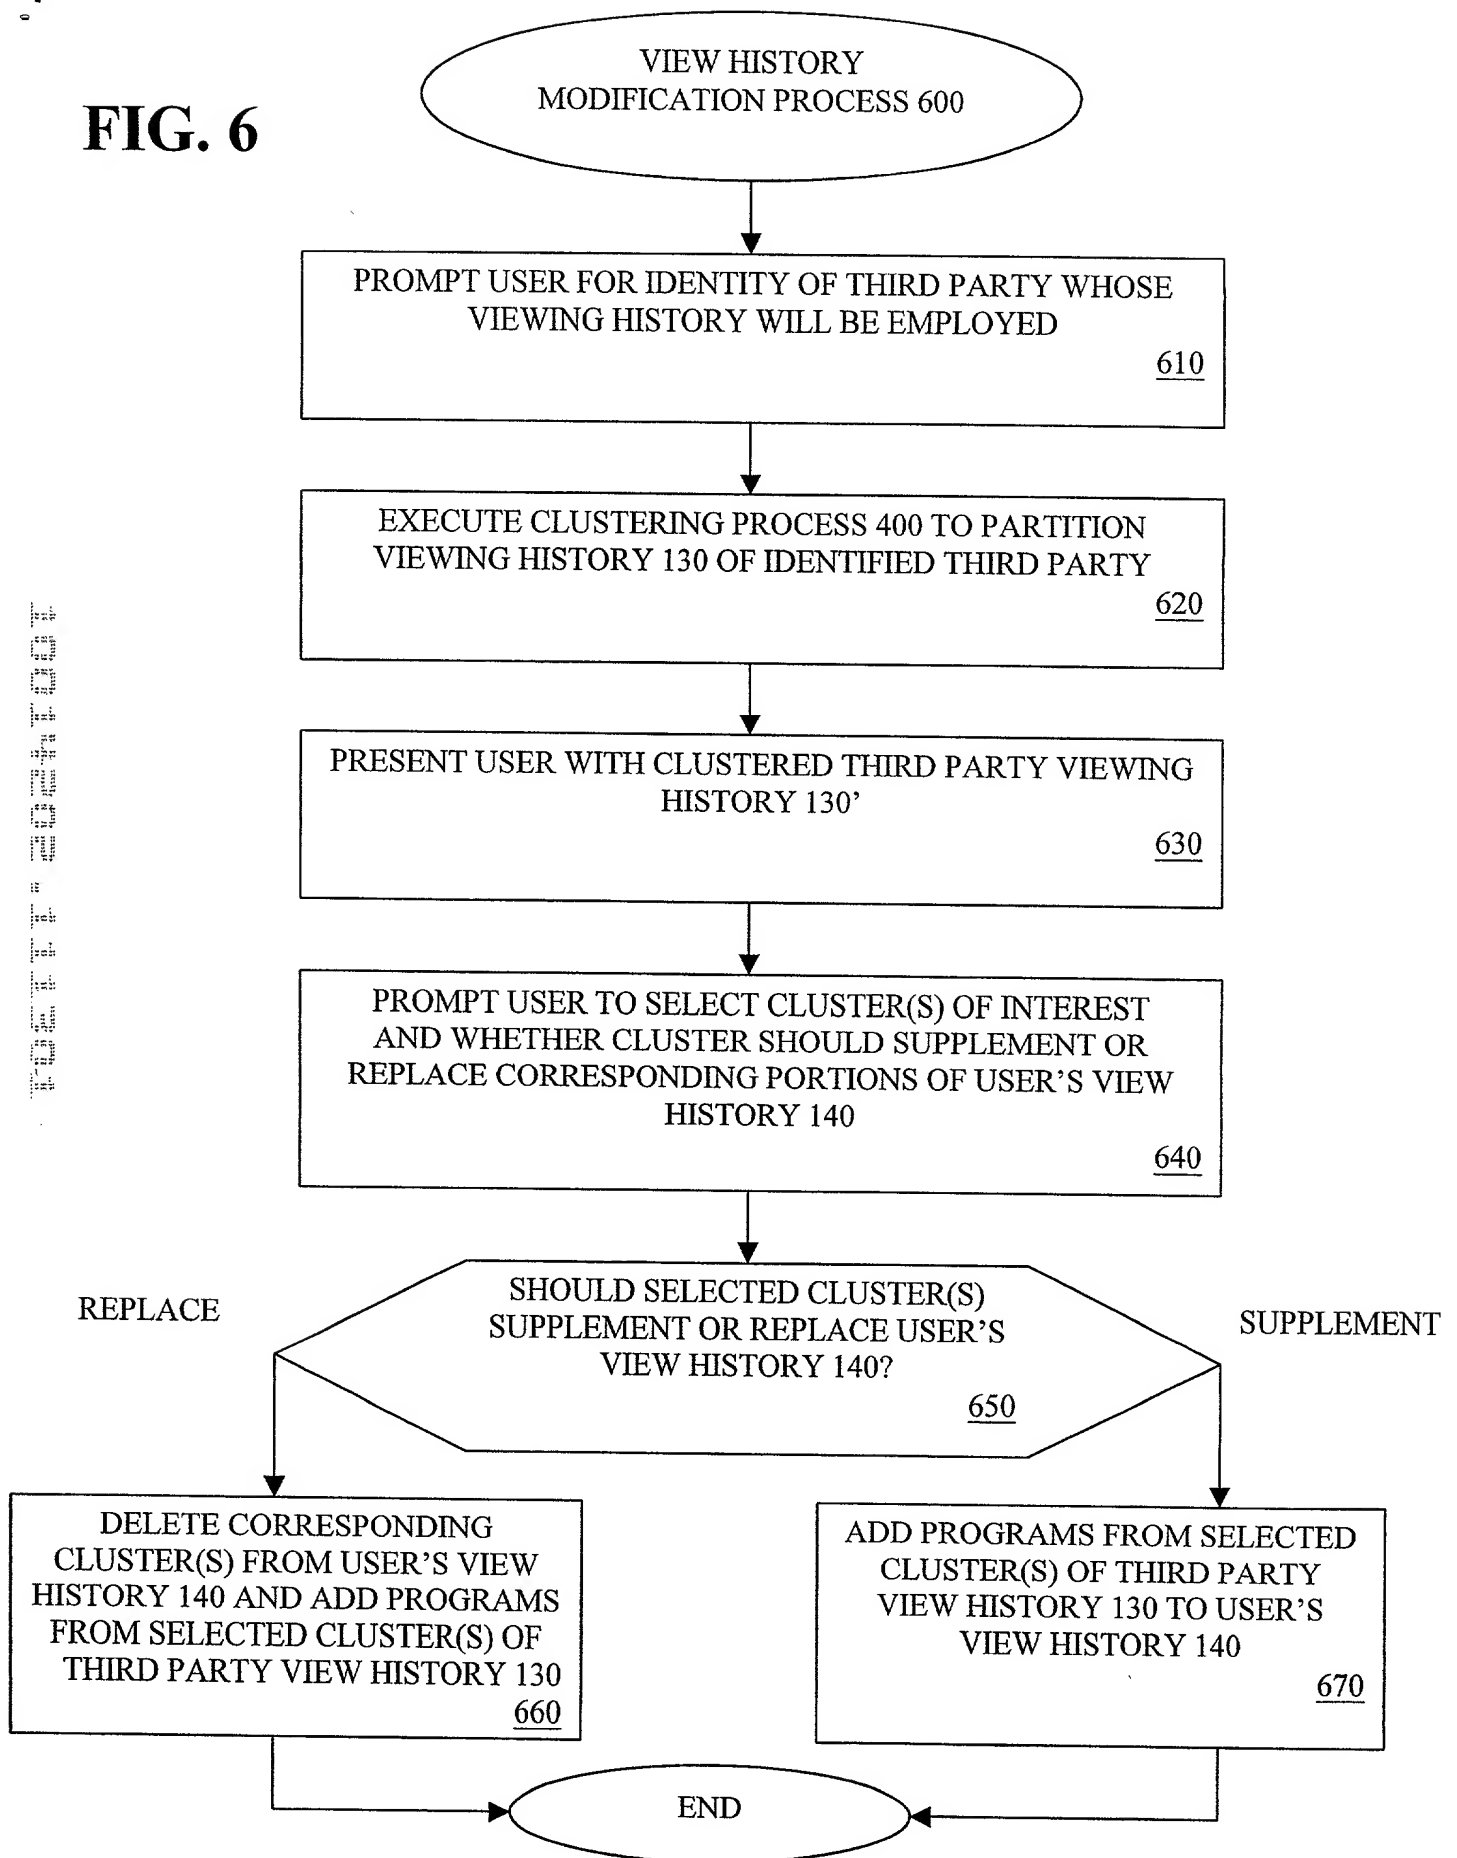 FIG. 6
VIEW HISTORY
MODIFICATION PROCESS 600
PROMPT USER FOR IDENTITY OF THIRD PARTY WHOSE
VIEWING HISTORY WILL BE EMPLOYED
610
EXECUTE CLUSTERING PROCESS 400 TO PARTITION
VIEWING HISTORY 130 OF IDENTIFIED THIRD PARTY
620
PRESENT USER WITH CLUSTERED THIRD PARTY VIEWING
HISTORY 130’
630
PROMPT USER TO SELECT CLUSTER(S) OF INTEREST
AND WHETHER CLUSTER SHOULD SUPPLEMENT OR
REPLACE CORRESPONDING PORTIONS OF USER’S VIEW
HISTORY 140
640
REPLACE
SHOULD SELECTED CLUSTER(S)
SUPPLEMENT OR REPLACE USER’S
VIEW HISTORY 140?
650
SUPPLEMENT
DELETE CORRESPONDING
CLUSTER(S) FROM USER’S VIEW
HISTORY 140 AND ADD PROGRAMS
FROM SELECTED CLUSTER(S) OF
THIRD PARTY VIEW HISTORY 130
660
ADD PROGRAMS FROM SELECTED
CLUSTER(S) OF THIRD PARTY
VIEW HISTORY 130 TO USER’S
VIEW HISTORY 140
670
END